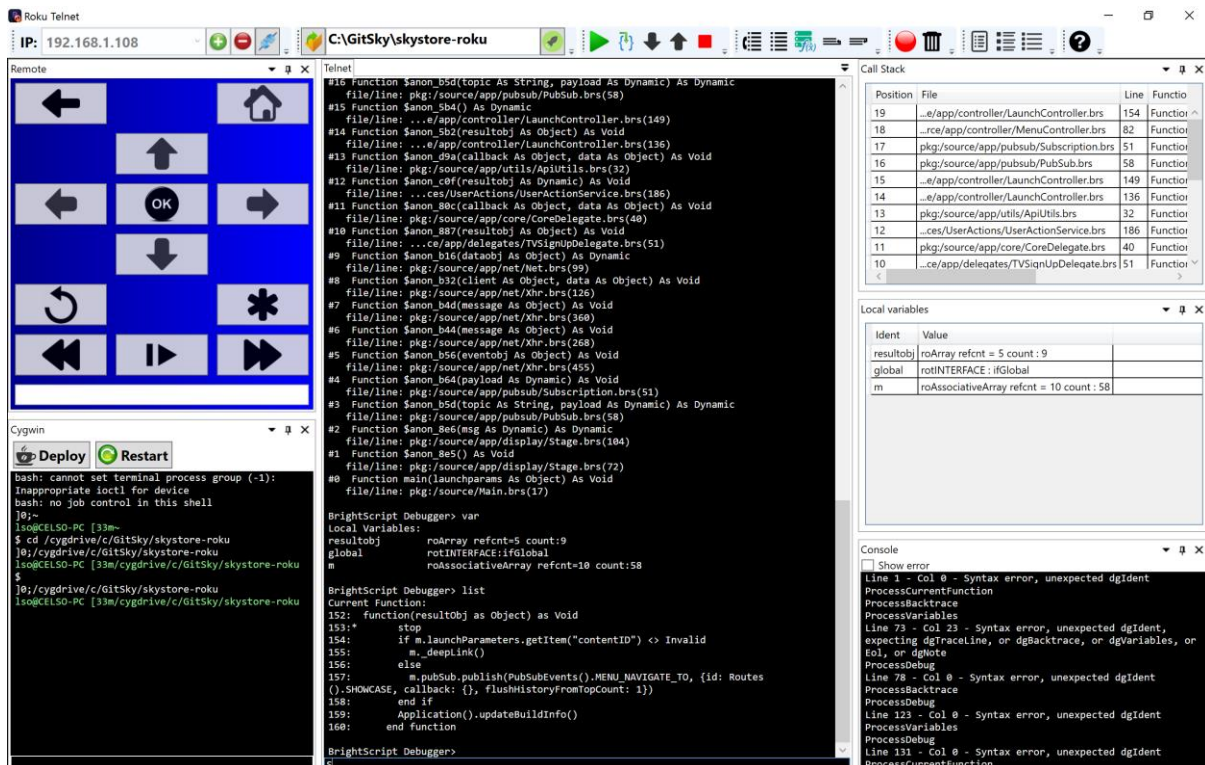 Roku Telnet
IP: 192.168.1.108
C:\GitSky\skystore-roku
Remote
OK
Cygwin
Deploy
Restart
bash: cannot set terminal process group (-1):
Inappropriate ioctl for device
bash: no job control in this shell
]0;~
lso@CELSO-PC [33m~
$ cd /cygdrive/c/GitSky/skystore-roku
]0;/cygdrive/c/GitSky/skystore-roku
lso@CELSO-PC [33m/cygdrive/c/GitSky/skystore-roku
$
]0;/cygdrive/c/GitSky/skystore-roku
lso@CELSO-PC [33m/cygdrive/c/GitSky/skystore-roku
Telnet
#16 Function $anon_b5d(topic As String, payload As Dynamic) As Dynamic
file/line: pkg:/source/app/pubsub/PubSub.brs(58)
#15 Function $anon_5b4() As Dynamic
file/line: ...e/app/controller/LaunchController.brs(149)
#14 Function $anon_5b2(resultobj As Object) As Void
file/line: ...e/app/controller/LaunchController.brs(136)
#13 Function $anon_d9a(callback As Object, data As Object) As Void
file/line: pkg:/source/app/utils/ApiUtils.brs(32)
#12 Function $anon_c0f(resultobj As Dynamic) As Void
file/line: ...ces/UserActions/UserActionService.brs(186)
#11 Function $anon_80c(callback As Object, data As Object) As Void
file/line: pkg:/source/app/core/CoreDelegate.brs(40)
#10 Function $anon_887(resultobj As Object) As Void
file/line: ...ce/app/delegates/TVSignUpDelegate.brs(51)
#9 Function $anon_b16(dataobj As Object) As Dynamic
file/line: pkg:/source/app/net/Net.brs(99)
#8 Function $anon_b32(client As Object, data As Object) As Void
file/line: pkg:/source/app/net/Xhr.brs(126)
#7 Function $anon_b4d(message As Object) As Void
file/line: pkg:/source/app/net/Xhr.brs(360)
#6 Function $anon_b44(message As Object) As Void
file/line: pkg:/source/app/net/Xhr.brs(268)
#5 Function $anon_b56(eventobj As Object) As Void
file/line: pkg:/source/app/net/Xhr.brs(455)
#4 Function $anon_b64(payload As Dynamic) As Void
file/line: pkg:/source/app/pubsub/Subscription.brs(51)
#3 Function $anon_b5d(topic As String, payload As Dynamic) As Dynamic
file/line: pkg:/source/app/pubsub/PubSub.brs(58)
#2 Function $anon_8e6(msg As Dynamic) As Dynamic
file/line: pkg:/source/app/display/Stage.brs(104)
#1 Function $anon_8e5() As Void
file/line: pkg:/source/app/display/Stage.brs(72)
#0 Function main(launchparams As Object) As Void
file/line: pkg:/source/Main.brs(17)
BrightScript Debugger> var
Local Variables:
resultobj roArray refcnt=5 count:9
global rotINTERFACE:ifGlobal
m roAssociativeArray refcnt=10 count:58
BrightScript Debugger> list
Current Function:
152: function(resultObj as Object) as Void
153:* stop
154: if m.launchParameters.getItem("contentID") <> Invalid
155: m._deepLink()
156: else
157: m.pubSub.publish(PubSubEvents().MENU_NAVIGATE_TO, {id: Routes
().SHOWCASE, callback: {}, flushHistoryFromTopCount: 1})
158: end if
159: Application().updateBuildInfo()
160: end function
BrightScript Debugger>
Call Stack
Position File Line Functio
19 ...e/app/controller/LaunchController.brs 154 Function
18 ...rce/app/controller/MenuController.brs 82 Function
17 pkg:/source/app/pubsub/Subscription.brs 51 Function
16 pkg:/source/app/pubsub/PubSub.brs 58 Function
15 ...e/app/controller/LaunchController.brs 149 Function
14 ...e/app/controller/LaunchController.brs 136 Function
13 pkg:/source/app/utils/ApiUtils.brs 32 Function
12 ...ces/UserActions/UserActionService.brs 186 Function
11 pkg:/source/app/core/CoreDelegate.brs 40 Function
10 ...ce/app/delegates/TVSignUpDelegate.brs 51 Function
Local variables
Ident Value
resultobj roArray refcnt = 5 count : 9
global rotINTERFACE : ifGlobal
m roAssociativeArray refcnt = 10 count : 58
Console
Show error
Line 1 - Col 0 - Syntax error, unexpected dgIdent
ProcessCurrentFunction
ProcessBacktrace
ProcessVariables
Line 73 - Col 23 - Syntax error, unexpected dgIdent,
expecting dgTraceLine, or dgBacktrace, or dgVariables, or
Eol, or dgNote
ProcessDebug
Line 78 - Col 0 - Syntax error, unexpected dgIdent
ProcessBacktrace
ProcessDebug
Line 123 - Col 0 - Syntax error, unexpected dgIdent
ProcessVariables
ProcessDebug
Line 131 - Col 0 - Syntax error, unexpected dgIdent
ProcessCurrentFunction